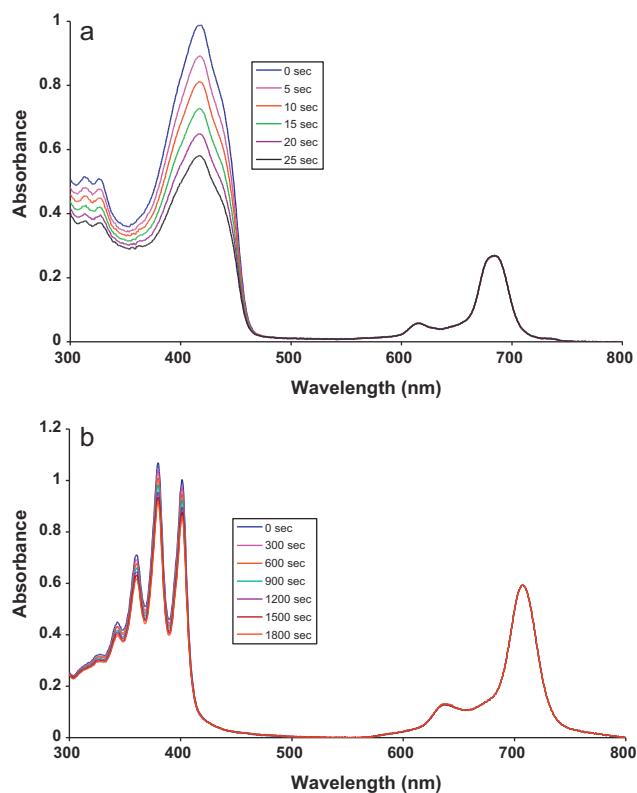 a
1
0.8
0.6
0.4
0.2
0
Absorbance
0 sec
5 sec
10 sec
15 sec
20 sec
25 sec
300 400 500 600 700 800
Wavelength (nm)
b
1.2
1
0.8
0.6
0.4
0.2
0
Absorbance
0 sec
300 sec
600 sec
900 sec
1200 sec
1500 sec
1800 sec
300 400 500 600 700 800
Wavelength (nm)